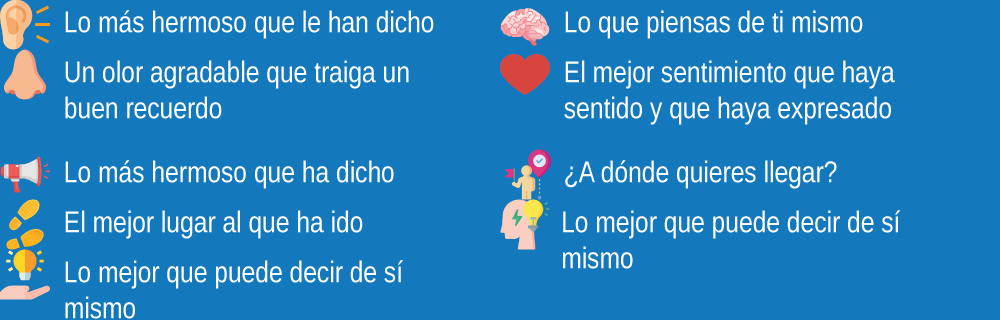 Lo más hermoso que le han dicho
Un olor agradable que traiga un
buen recuerdo
Lo más hermoso que ha dicho
El mejor lugar al que ha ido
Lo mejor que puede decir de sí
mismo
Lo que piensas de ti mismo
El mejor sentimiento que haya
sentido y que haya expresado
¿A dónde quieres llegar?
Lo mejor que puede decir de sí
mismo